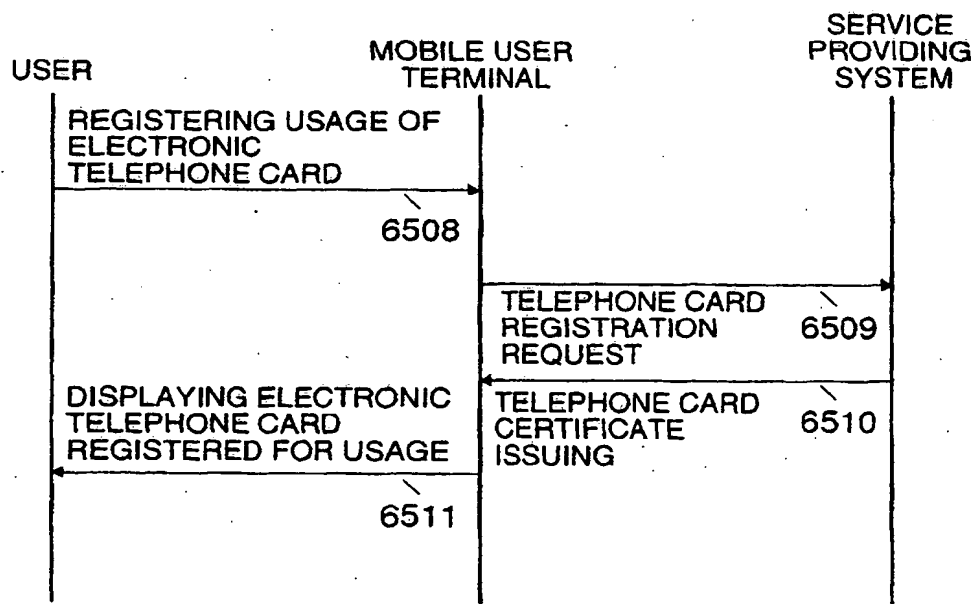 USER
MOBILE USER
TERMINAL
SERVICE
PROVIDING
SYSTEM
REGISTERING USAGE OF
ELECTRONIC
TELEPHONE CARD
6508
TELEPHONE CARD
REGISTRATION
REQUEST
6509
TELEPHONE CARD
CERTIFICATE
ISSUING
6510
DISPLAYING ELECTRONIC
TELEPHONE CARD
REGISTERED FOR USAGE
6511